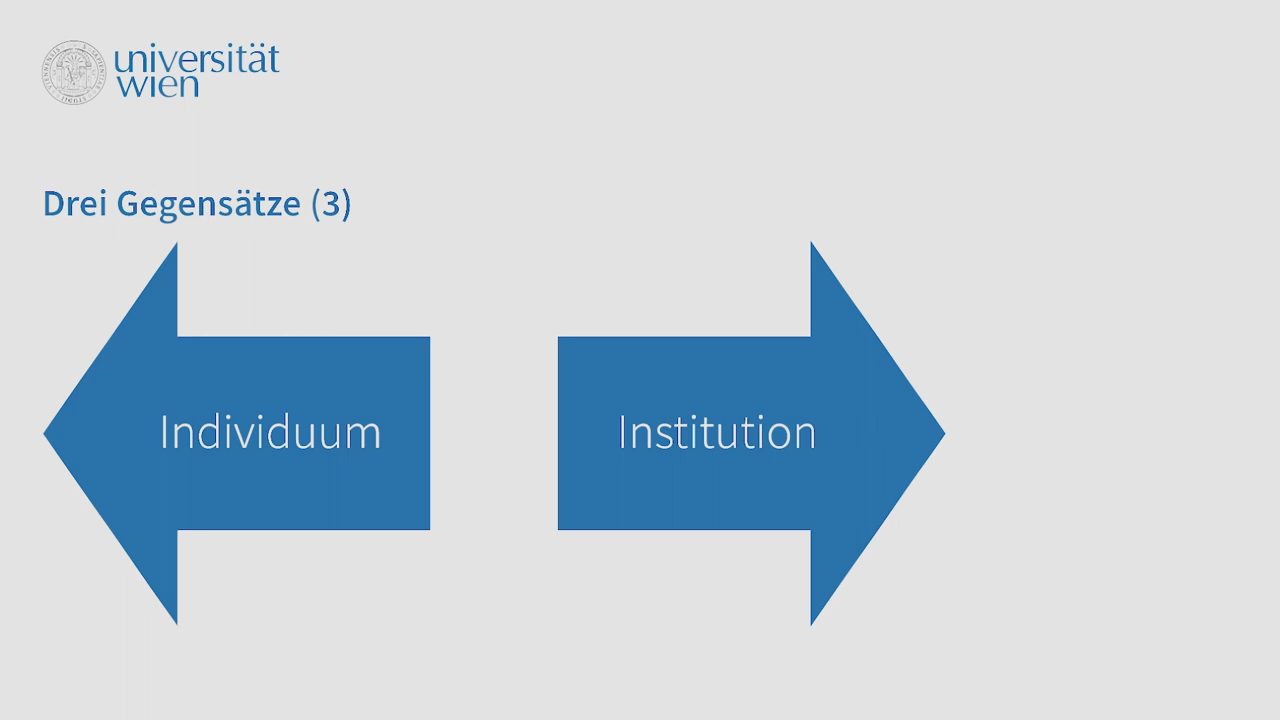 universität
wien
Drei Gegensätze (3)
Individuum
Institution